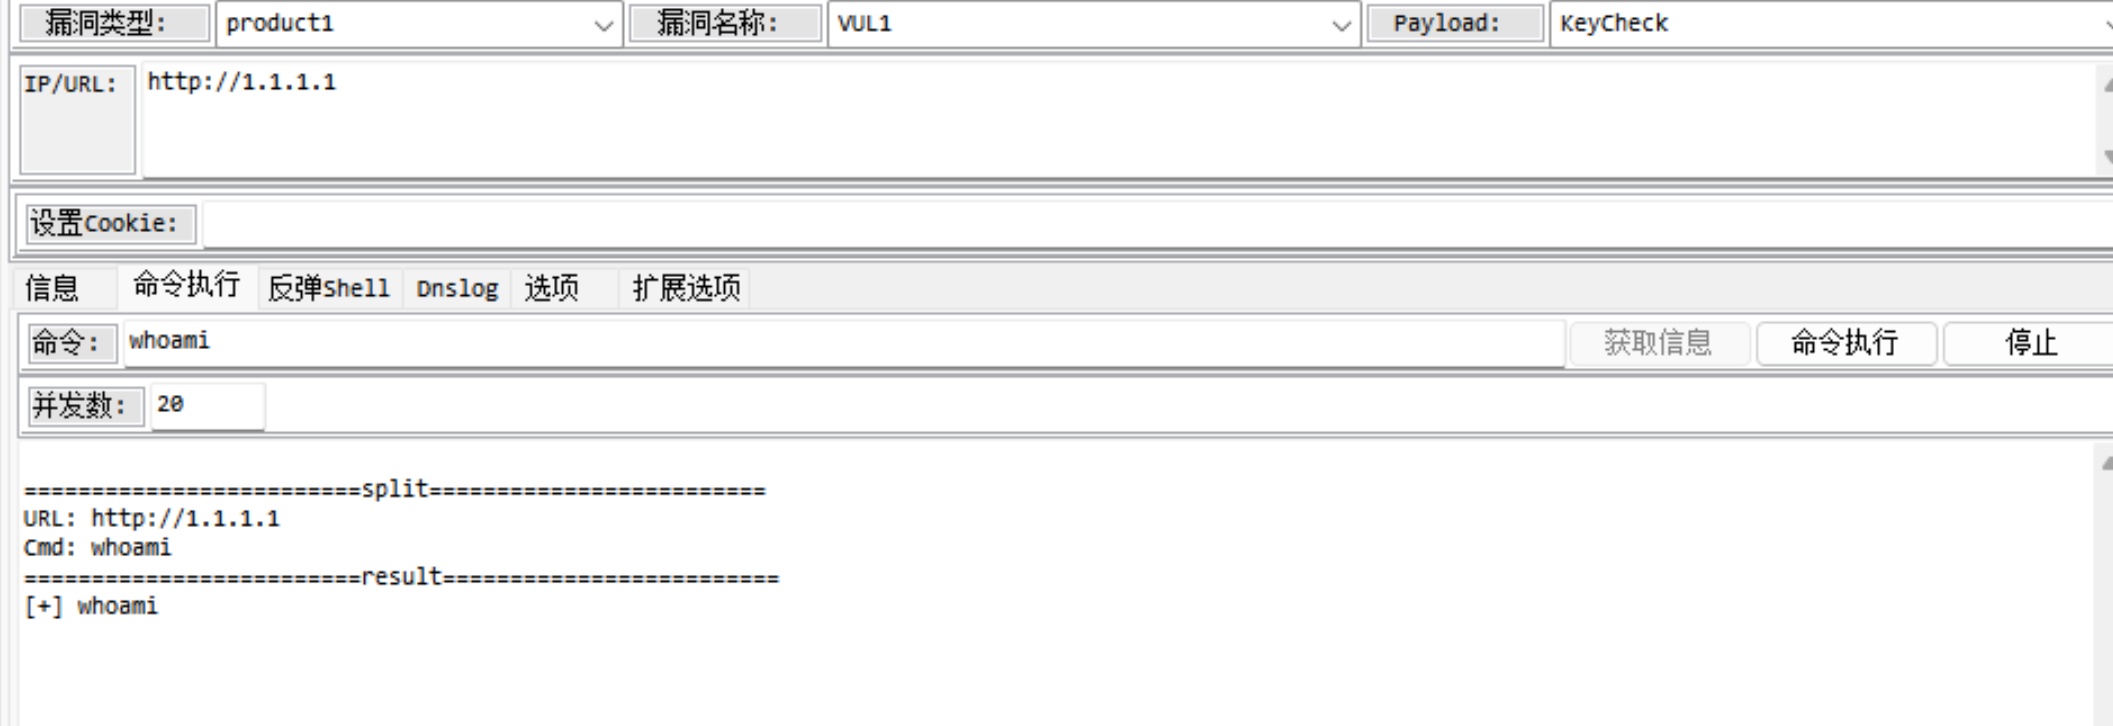 漏洞类型: product1 漏洞名称: VUL1 Payload: KeyCheck
IP/URL: http://1.1.1.1
设置Cookie:
信息 命令执行 反弹Shell Dnslog 选项 扩展选项
命令: whoami 获取信息 命令执行 停止
并发数: 20
=========================split=========================
URL: http://1.1.1.1
Cmd: whoami
=========================result=========================
[+] whoami